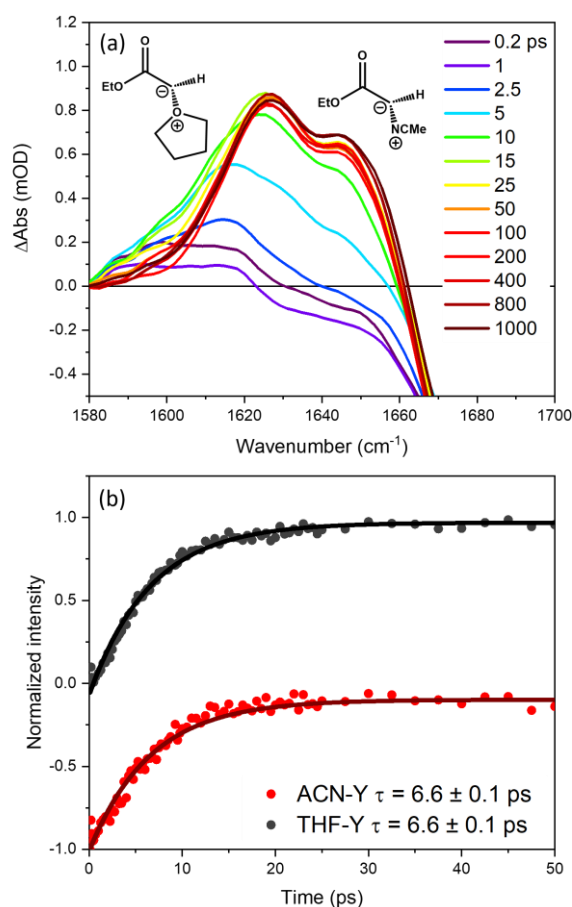 (a)
O
EtO
H
⊖
O
⊕
O
EtO
H
⊖
NCMe
⊕
0.2 ps
1
2.5
5
10
15
25
50
100
200
400
800
1000
1.2
1.0
0.8
0.6
0.4
0.2
0.0
-0.2
-0.4
ΔAbs (mOD)
1580 1600 1620 1640 1660 1680 1700
Wavenumber (cm⁻¹)
(b)
1.0
0.5
0.0
-0.5
-1.0
Normalized intensity
ACN-Y τ = 6.6 ± 0.1 ps
THF-Y τ = 6.6 ± 0.1 ps
0 10 20 30 40 50
Time (ps)